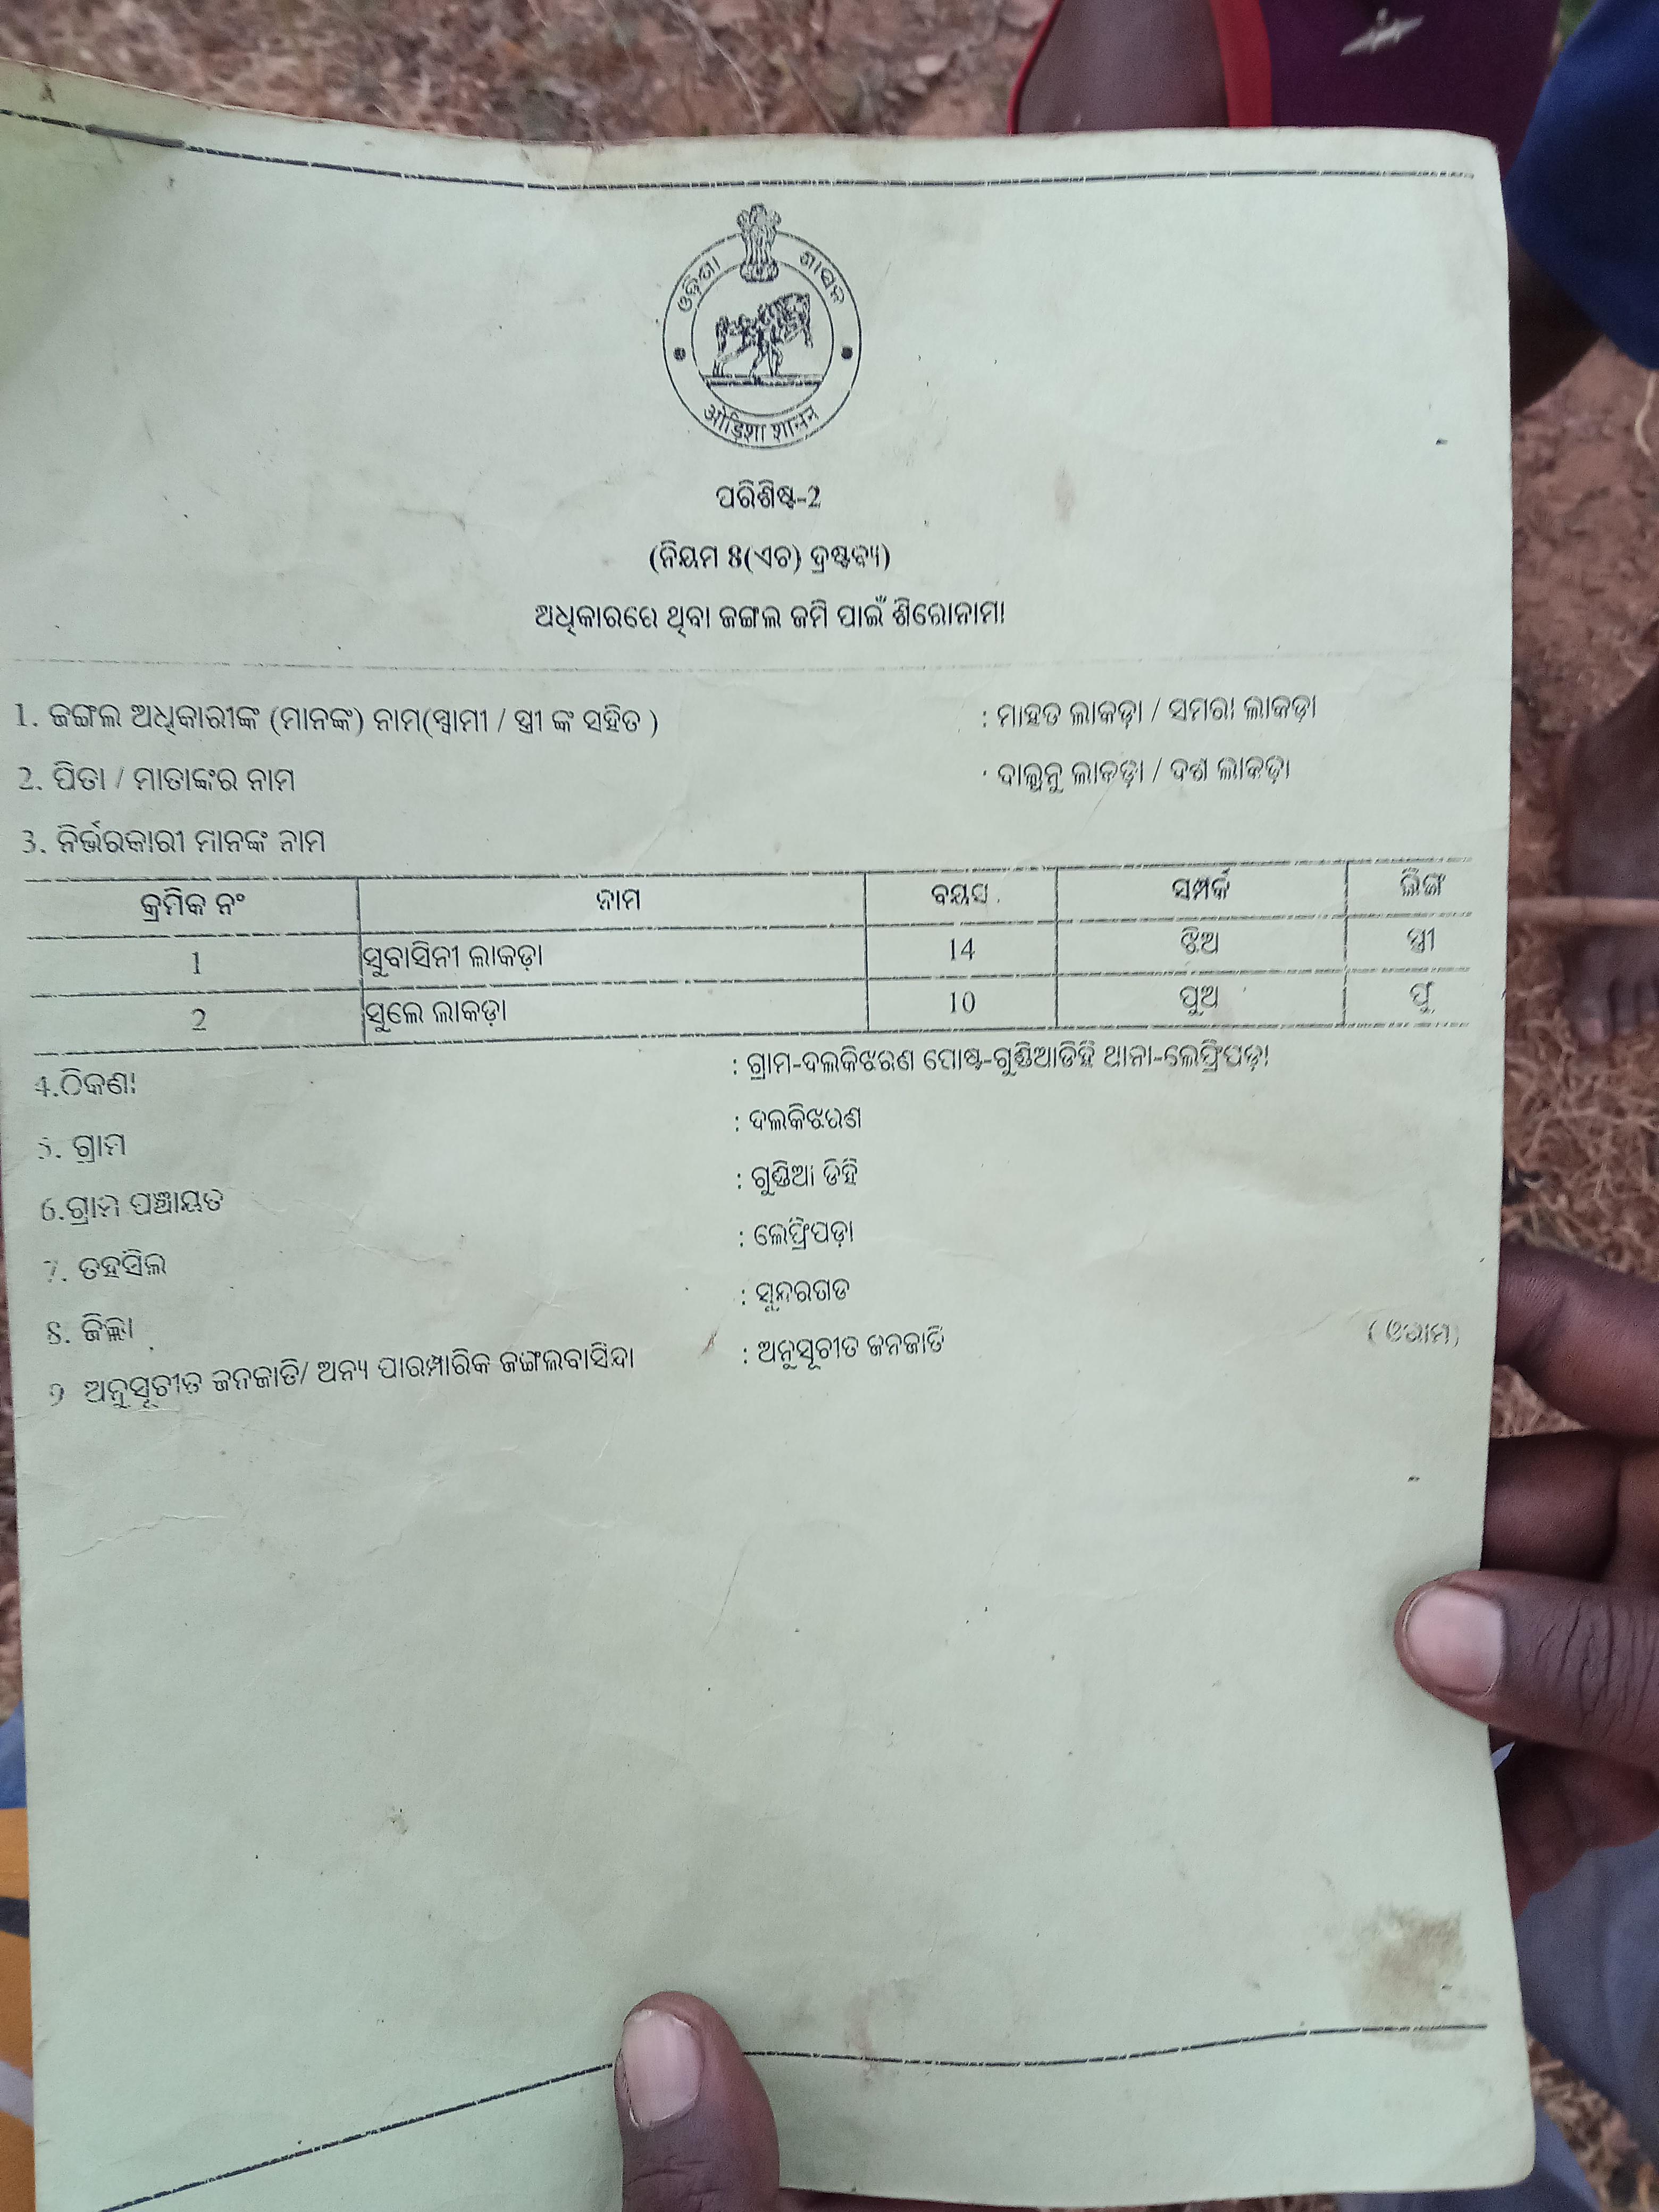 ଓଡ଼ିଶା ଶାସନ
ओड़िशा शासन
ପରିଶିଷ୍ଟ-2
(ନିୟମ 8(ଏଚ) ଦ୍ରଷ୍ଟବ୍ୟ)
ଅଧିକାରରେ ଥିବା ଜଙ୍ଗଲ ଜମି ପାଇଁ ଶିରୋନାମା
1. ଜଙ୍ଗଲ ଅଧିକାରୀଙ୍କ (ମାନଙ୍କ) ନାମ(ସ୍ୱାମୀ / ସ୍ତ୍ରୀ ଙ୍କ ସହିତ ) : ମାହତ ଲାକଡ଼ା / ସମରା ଲାକଡ଼ା
2. ପିତା / ମାତାଙ୍କର ନାମ : ଲାକଡ଼ା / ଦଶ ଲାକଡ଼ା
3. ନିର୍ଭରକାରୀ ମାନଙ୍କ ନାମ
କ୍ରମିକ ନଂ ନାମ ବୟସ ସମ୍ପର୍କ ଲିଙ୍ଗ
1 ସୁବାସିନୀ ଲାକଡ଼ା 14 ଝିଅ ସ୍ତ୍ରୀ
2 ସୁଲେ ଲାକଡ଼ା 10 ପୁଅ ପୁ
4.ଠିକଣା : ଗ୍ରାମ-ଦଲକିଝରଣ ପୋଷ୍ଟ-ଗୁଣ୍ଡିଆଡିହି ଥାନା-ଲେଫ୍ରିପଡ଼ା
5. ଗ୍ରାମ : ଦଲକିଝରଣ
6.ଗ୍ରାମ ପଞ୍ଚାୟତ : ଗୁଣ୍ଡିଆ ଡିହି
7. ତହସିଲ : ଲେଫ୍ରିପଡ଼ା
8. ଜିଲ୍ଲା : ସୁନ୍ଦରଗଡ
9 ଅନୁସୂଚୀତ ଜନଜାତି/ ଅନ୍ୟ ପାରମ୍ପାରିକ ଜଙ୍ଗଲବାସିନ୍ଦା : ଅନୁସୂଚୀତ ଜନଜାତି ( ଓରାମ)